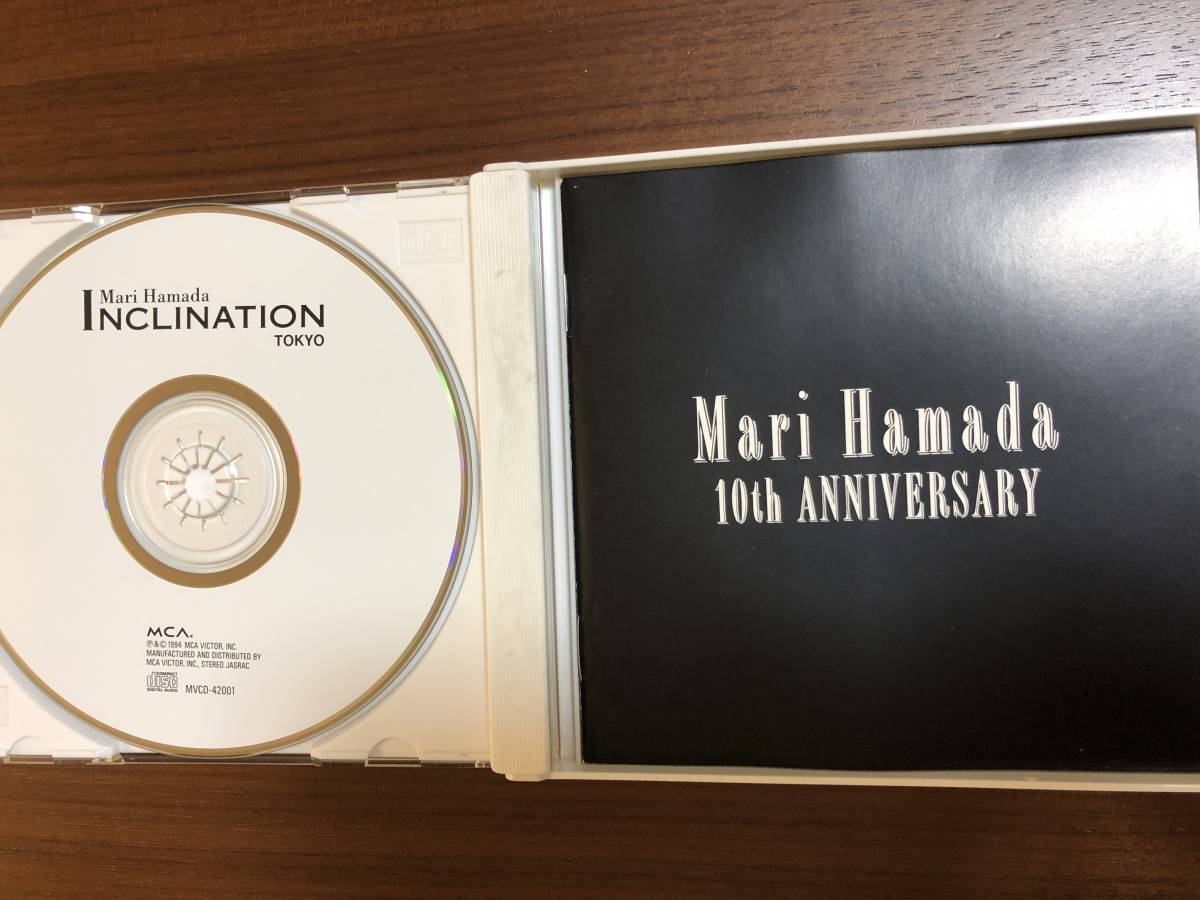 Mari Hamada
INCLINATION
TOKYO
MCA.
℗&© 1994 MCA VICTOR, INC.
MANUFACTURED AND DISTRIBUTED BY
MCA VICTOR, INC., STEREO JASRAC
COMPACT
disc
DIGITAL AUDIO
MVCD-42001
Mari Hamada
10th ANNIVERSARY